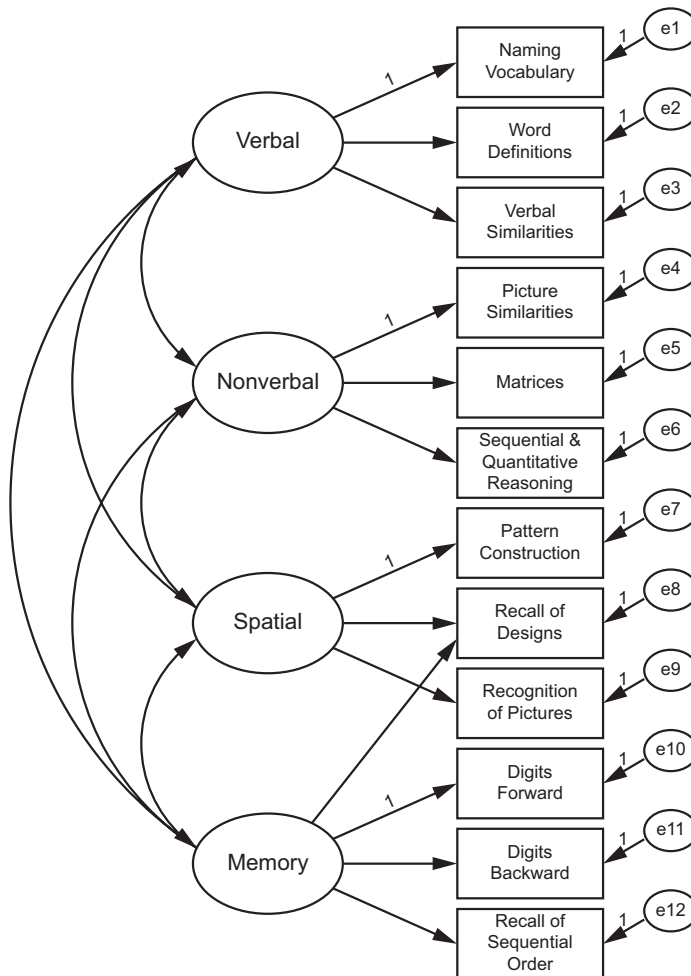 1
e1
Naming
Vocabulary
1
Verbal
1
e2
Word
Definitions
1
e3
Verbal
Similarities
1
e4
Picture
Similarities
1
Nonverbal
1
e5
Matrices
1
e6
Sequential &
Quantitative
Reasoning
1
e7
Pattern
Construction
1
Spatial
1
e8
Recall of
Designs
1
e9
Recognition
of Pictures
1
e10
Digits
Forward
1
Memory
1
e11
Digits
Backward
1
e12
Recall of
Sequential
Order